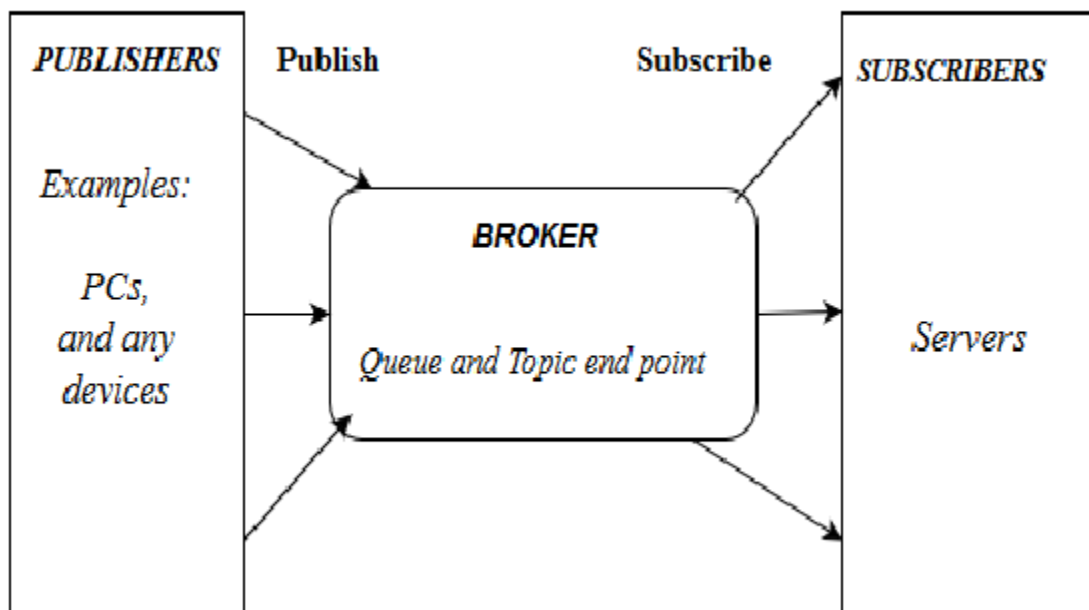 PUBLISHERS
Examples:
PCs,
and any
devices
Publish
BROKER
Queue and Topic end point
Subscribe
SUBSCRIBERS
Servers